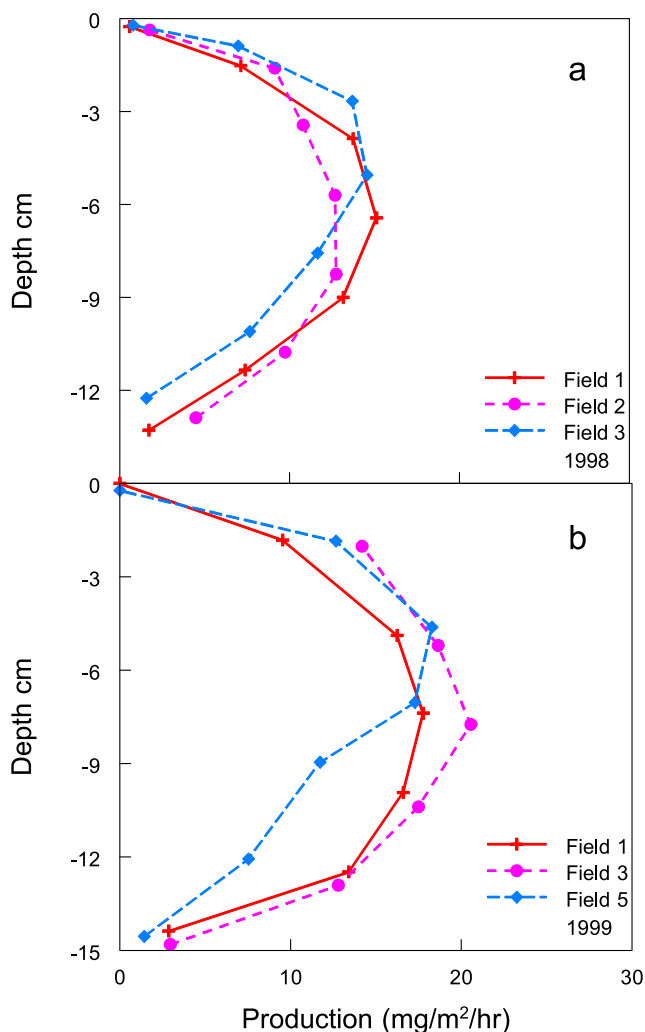 0
-3
-6
-9
-12
Depth cm
a
Field 1
Field 2
Field 3
1998
0
-3
-6
-9
-12
-15
Depth cm
b
Field 1
Field 3
Field 5
1999
0 10 20 30
Production (mg/m²/hr)